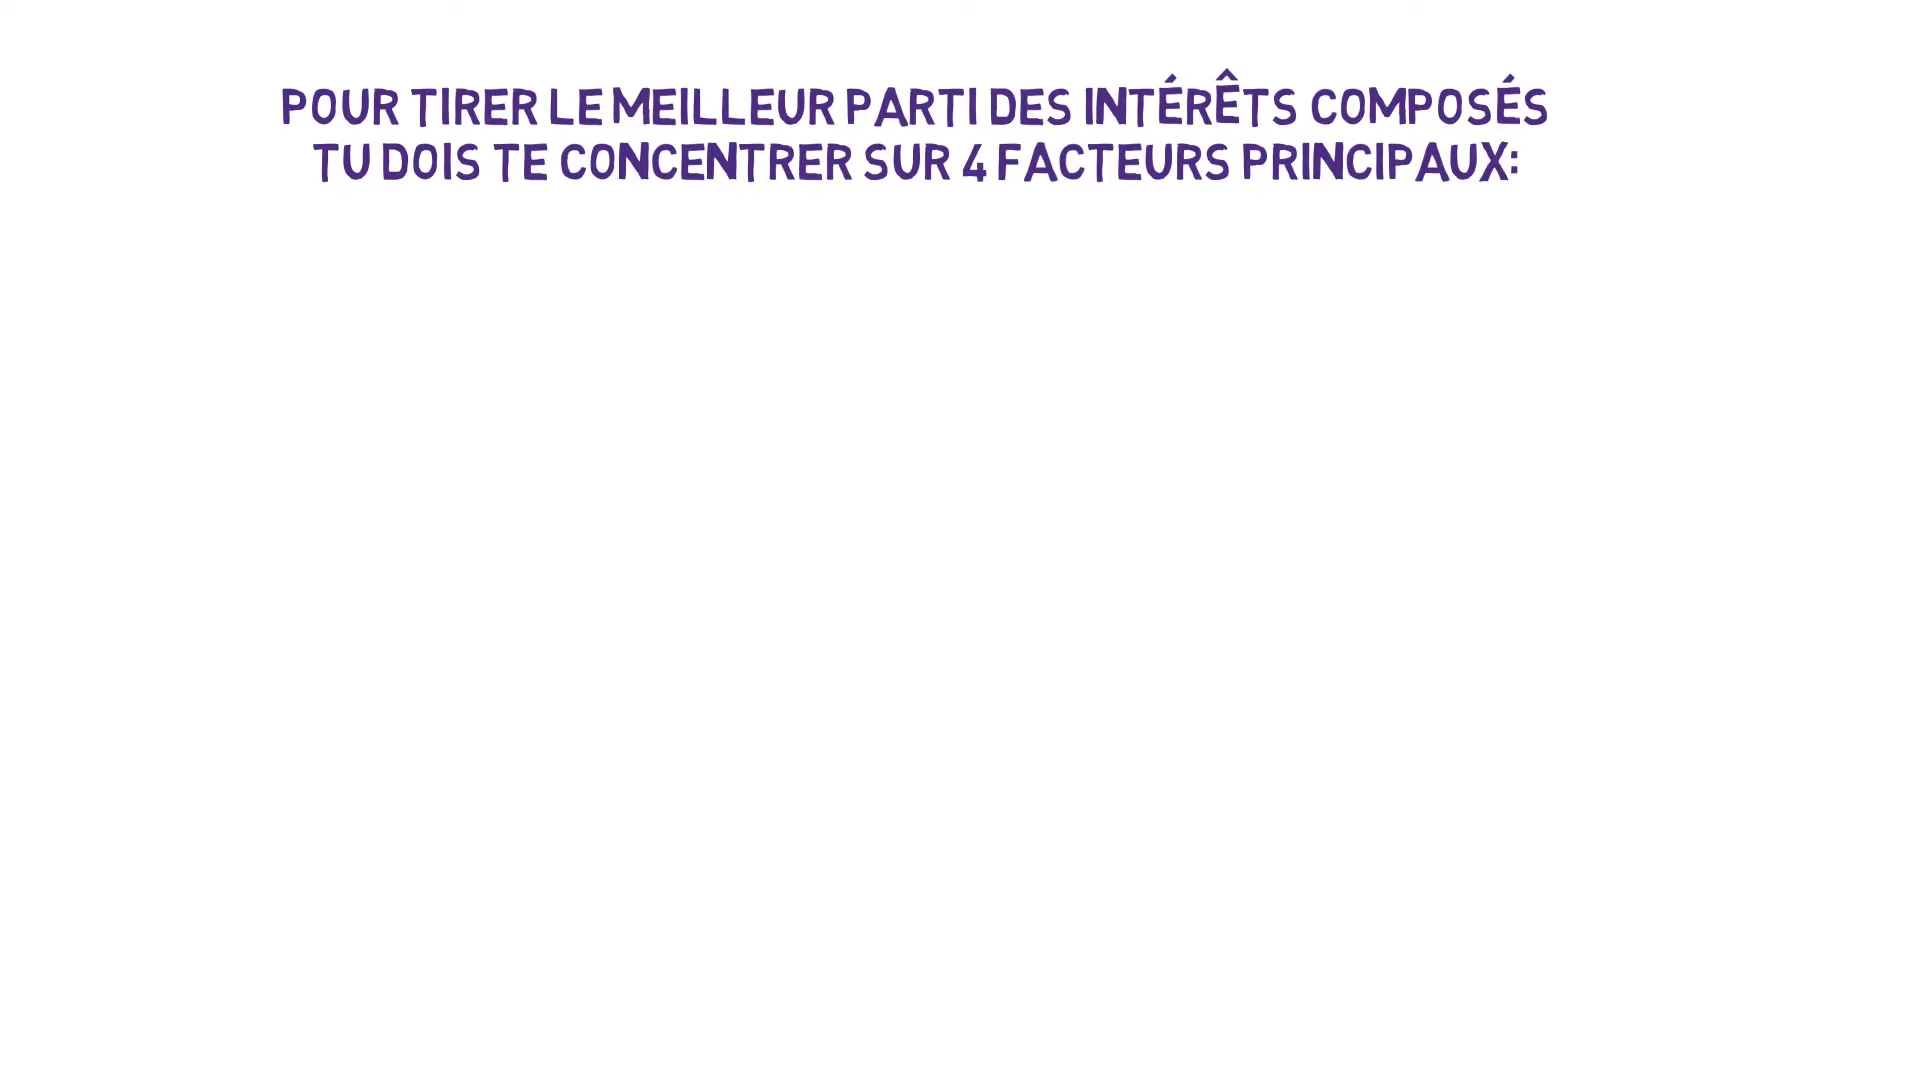 POUR TIRER LE MEILLEUR PARTI DES INTÉRÊTS COMPOSÉS
TU DOIS TE CONCENTRER SUR 4 FACTEURS PRINCIPAUX: